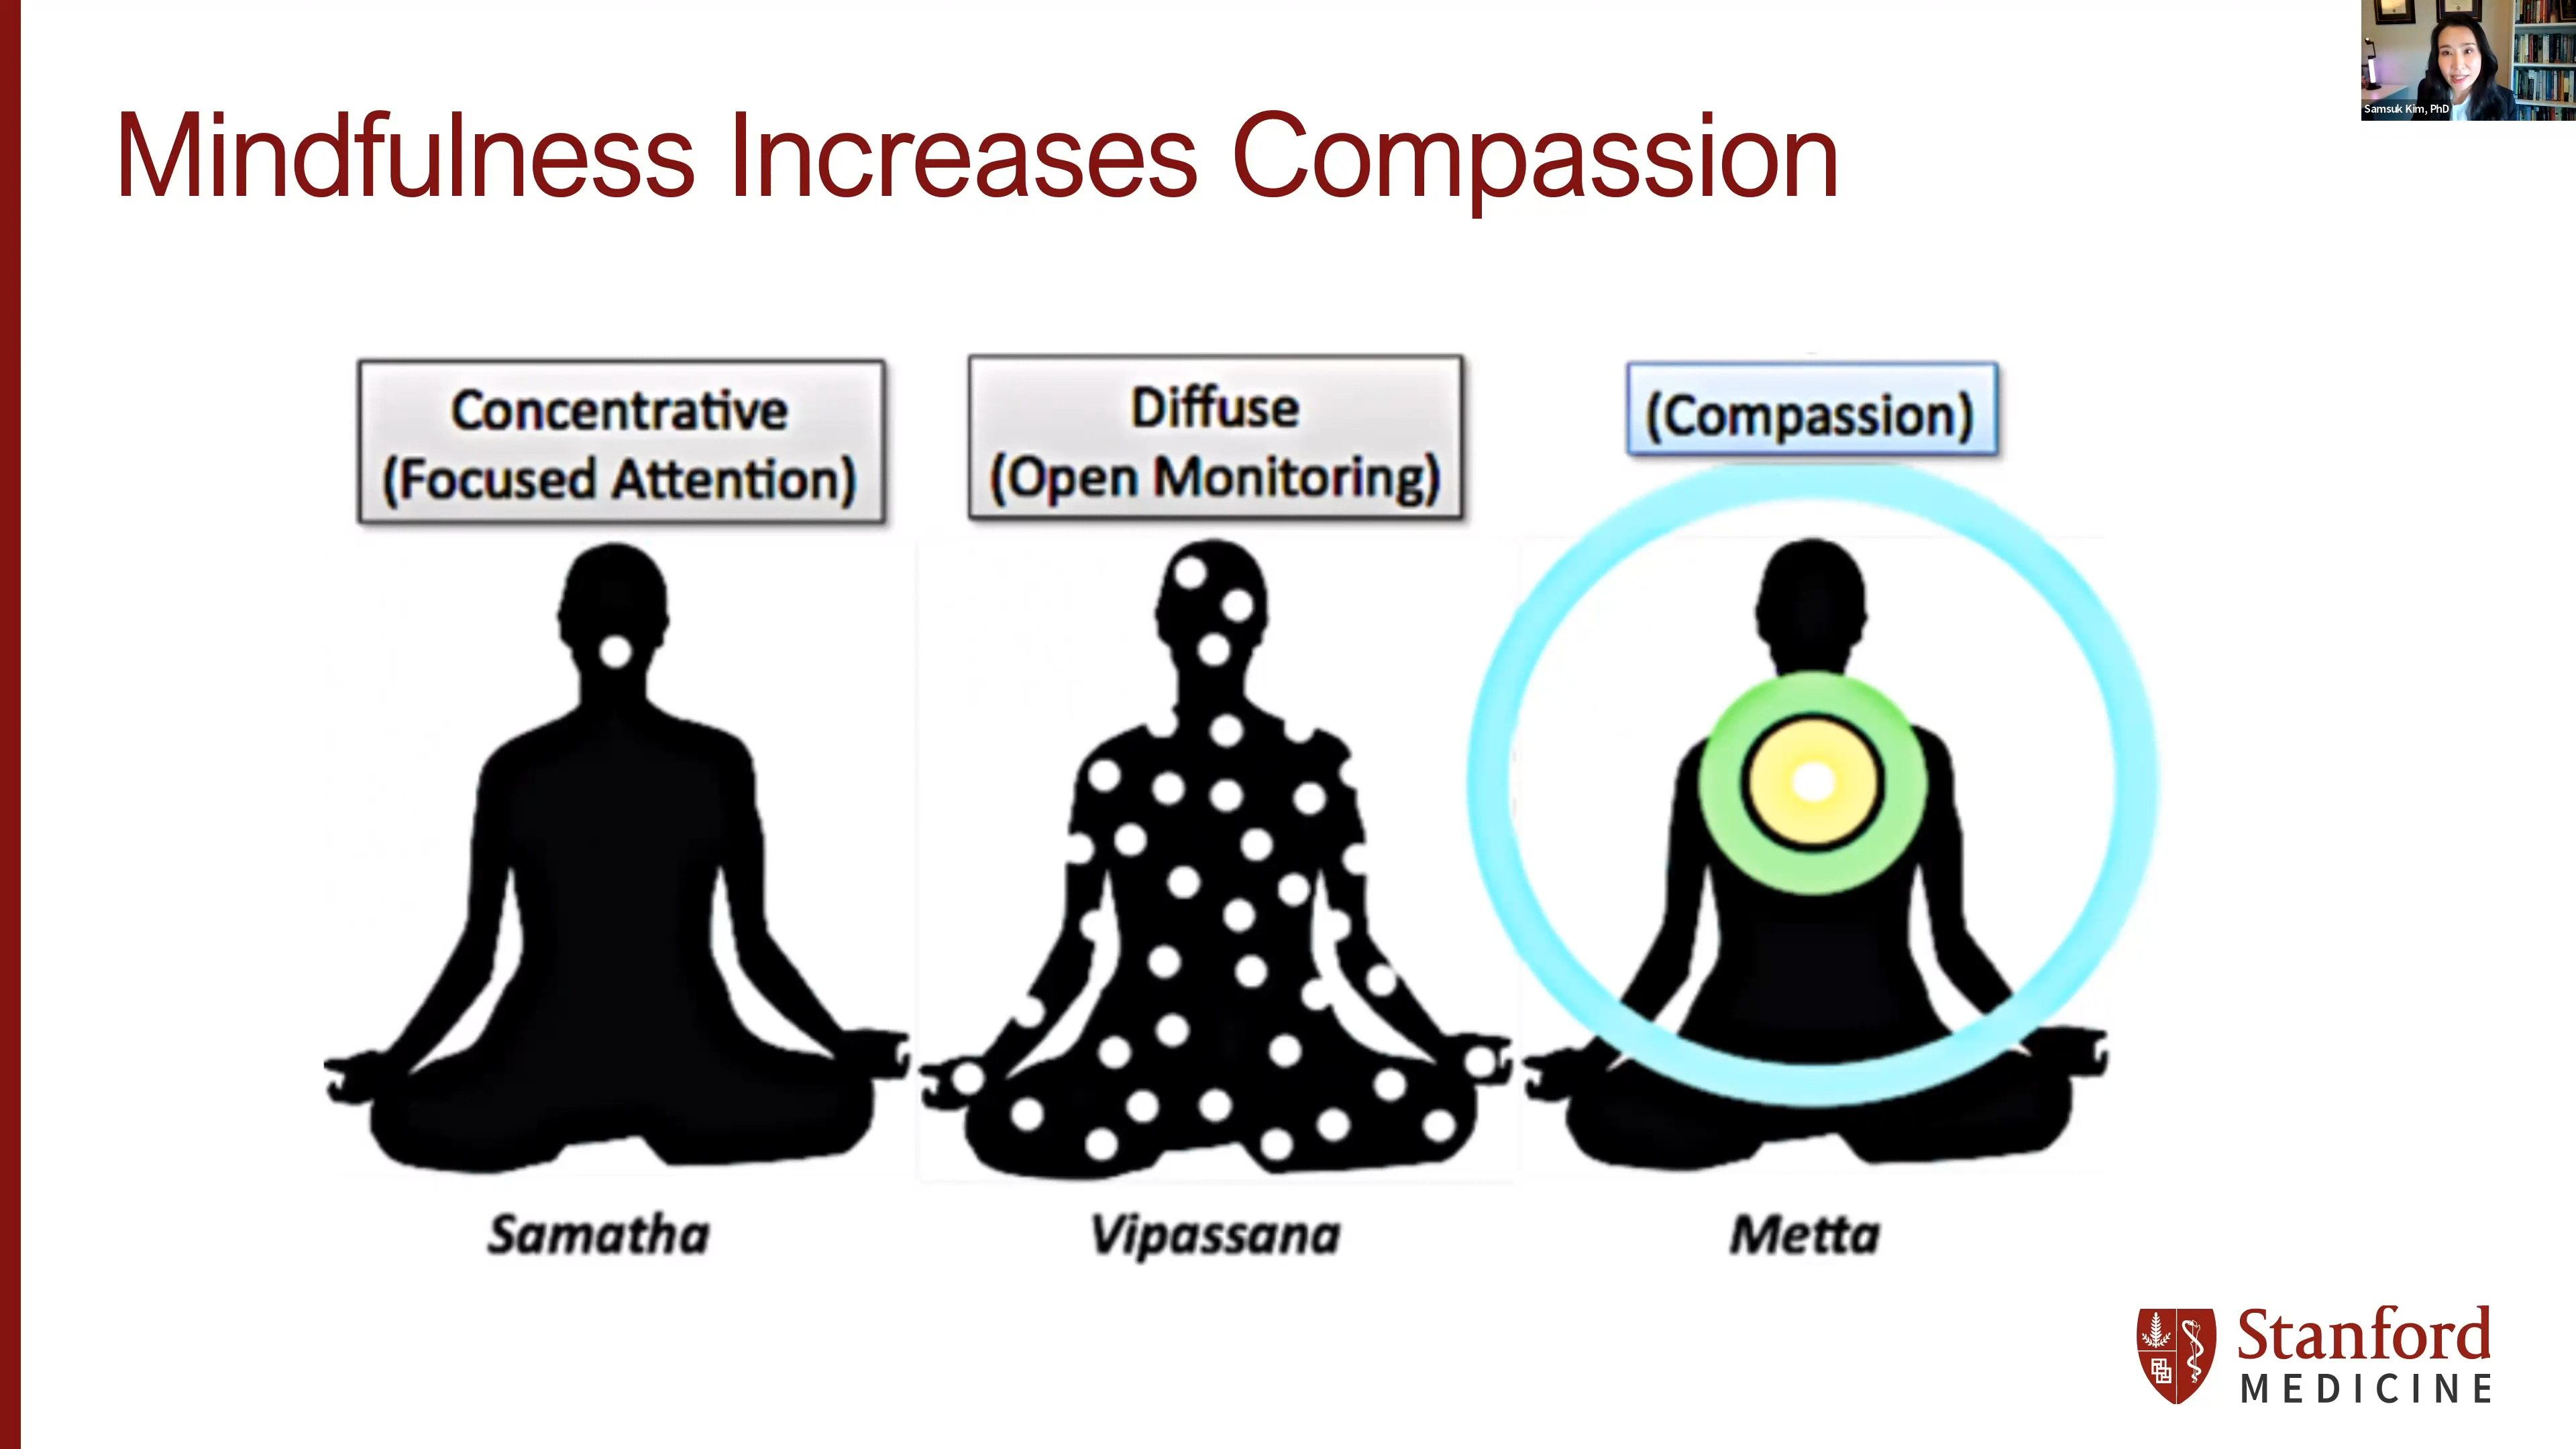 Samsuk Kim, PhD
Mindfulness Increases Compassion
Concentrative
(Focused Attention)
Diffuse
(Open Monitoring)
(Compassion)
Samatha
Vipassana
Metta
Stanford
MEDICINE